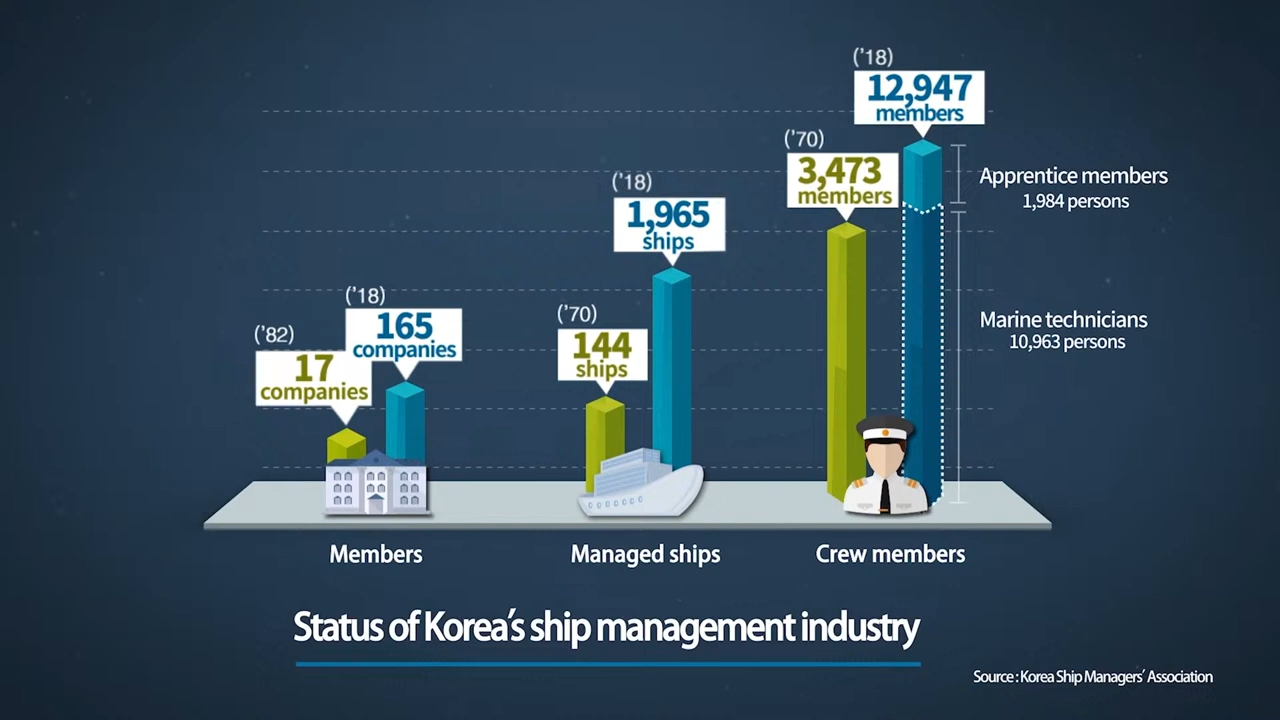 ('82)
17
companies
('18)
165
companies
('70)
144
ships
('18)
1,965
ships
('70)
3,473
members
('18)
12,947
members
Apprentice members
1,984 persons
Marine technicians
10,963 persons
Members
Managed ships
Crew members
Status of Korea's ship management industry
Source : Korea Ship Managers' Association